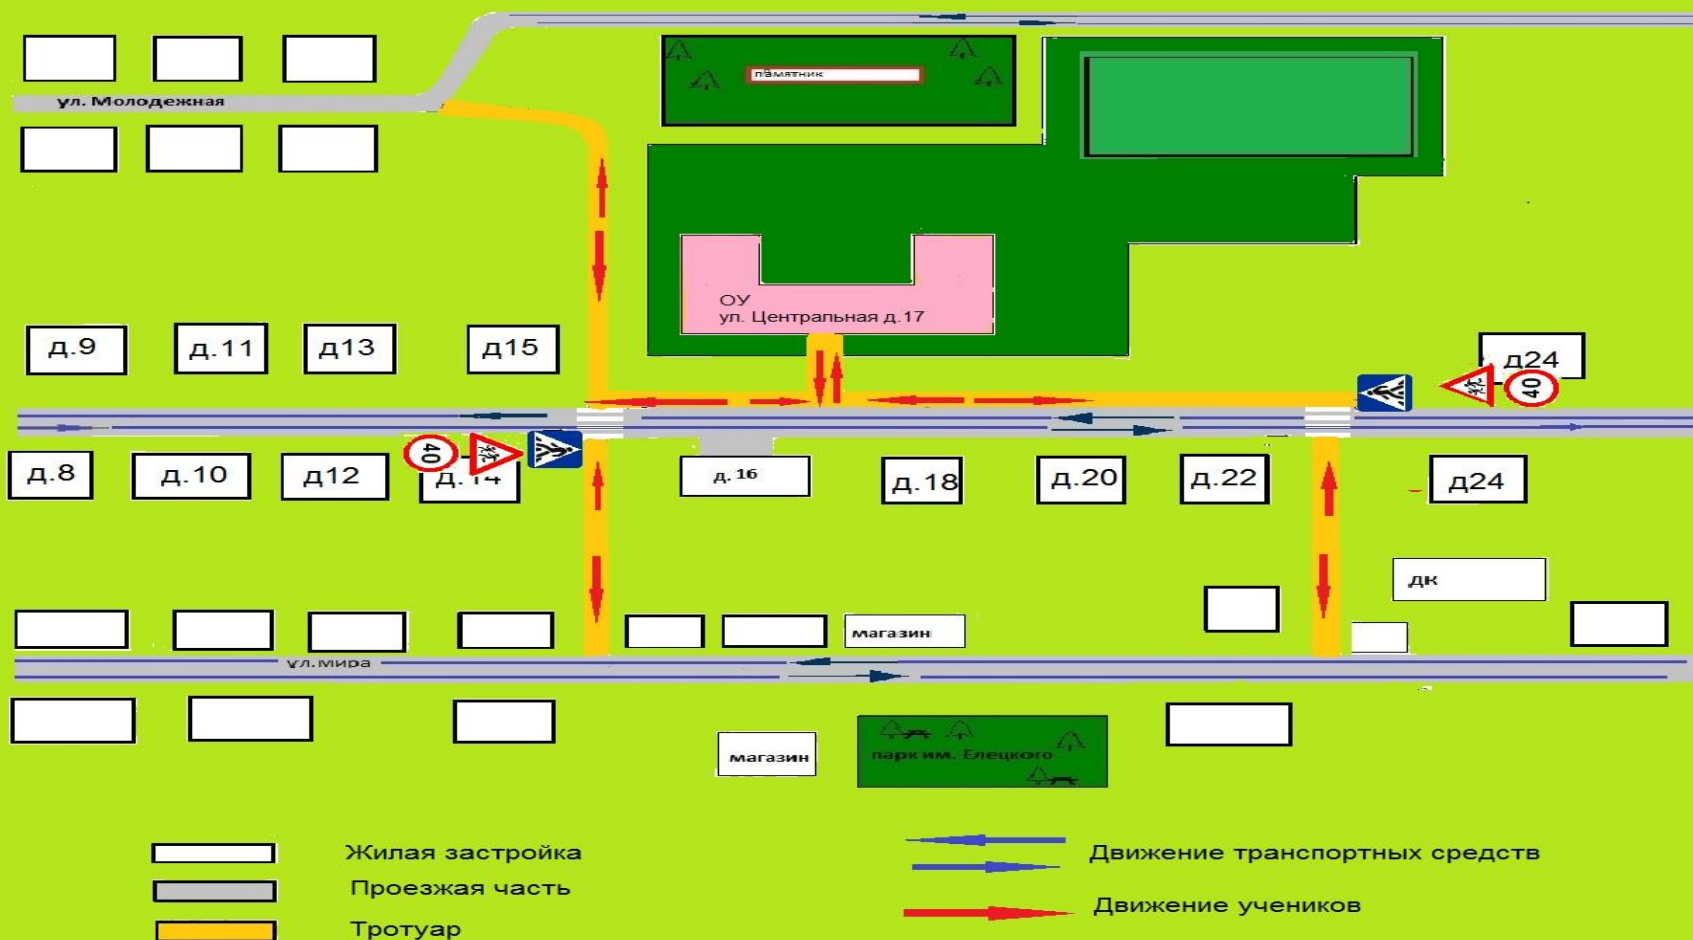 памятник
ул. Молодежная
ОУ
ул. Центральная д.17
д.9
д.11
д13
д15
д24
40
40
д.8
д.10
д12
д.14
д. 16
д.18
д.20
д.22
д24
дк
магазин
ул.мира
магазин
парк им. Елецкого
Жилая застройка
Проезжая часть
Тротуар
Движение транспортных средств
Движение учеников